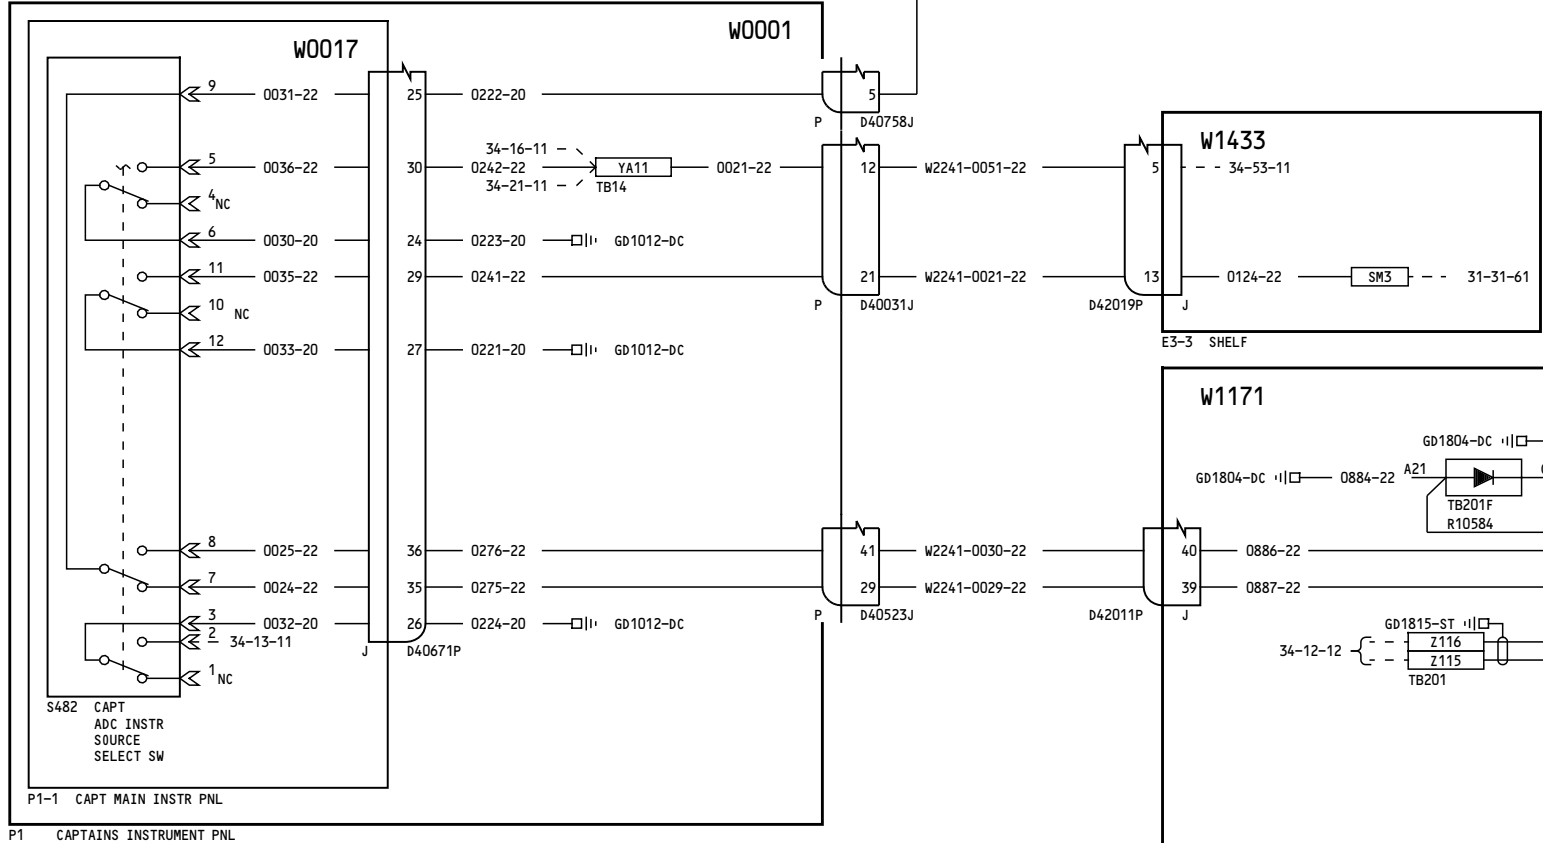 W0001
W0017
9 0031-22 25 0222-20 5
P D40758J
W1433
34-16-11
5 0036-22 30 0242-22 YA11 0021-22 12 W2241-0051-22 5 34-53-11
34-21-11 TB14
4 NC
6 0030-20 24 0223-20 GD1012-DC
11 0035-22 29 0241-22 21 W2241-0021-22 13 0124-22 SM3 31-31-61
10 NC
P D40031J D42019P J
12 0033-20 27 0221-20 GD1012-DC
E3-3 SHELF
W1171
GD1804-DC
GD1804-DC 0884-22 A21
TB201F
R10584
8 0025-22 36 0276-22 41 W2241-0030-22 40 0886-22
7 0024-22 35 0275-22 29 W2241-0029-22 39 0887-22
P D40523J D42011P J
3 0032-20 26 0224-20 GD1012-DC
GD1815-ST
2 34-13-11
Z116
34-12-12
J D40671P
Z115
1 NC
TB201
S482 CAPT
ADC INSTR
SOURCE
SELECT SW
P1-1 CAPT MAIN INSTR PNL
P1 CAPTAINS INSTRUMENT PNL